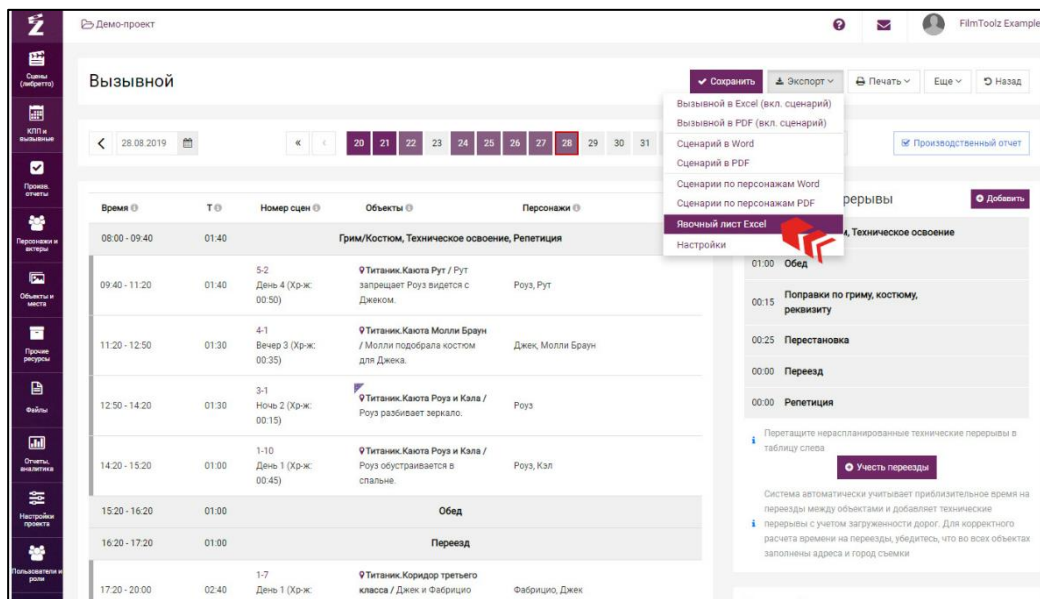 Демо-проект
FilmToolz Example
Сцены
(либретто)
КПП и
вызывные
Произв.
отчеты
Персонажи и
актеры
Объекты и
места
Прочие
ресурсы
Файлы
Отчеты,
аналитика
Настройки
проекта
Пользователи и
роли
Вызывной
Сохранить
Экспорт
Печать
Еще
Назад
Вызывной в Excel (вкл. сценарий)
Вызывной в PDF (вкл. сценарий)
Сценарий в Word
Сценарий в PDF
Сценарии по персонажам Word
Сценарии по персонажам PDF
Явочный лист Excel
Настройки
28.08.2019
« ‹ 20 21 22 23 24 25 26 27 28 29 30 31
Производственный отчет
Время Т Номер сцен Объекты Персонажи
08:00 - 09:40 01:40 Грим/Костюм, Техническое освоение, Репетиция
5-2 Титаник.Каюта Рут / Рут
09:40 - 11:20 01:40 День 4 (Хр-ж: запрещает Роуз видется с Роуз, Рут
00:50) Джеком.
4-1 Титаник.Каюта Молли Браун
11:20 - 12:50 01:30 Вечер 3 (Хр-ж: / Молли подобрала костюм Джек, Молли Браун
00:35) для Джека.
3-1 Титаник.Каюта Роуз и Кэла /
12:50 - 14:20 01:30 Ночь 2 (Хр-ж: Роуз разбивает зеркало. Роуз
00:15)
1-10 Титаник.Каюта Роуз и Кэла /
14:20 - 15:20 01:00 День 1 (Хр-ж: Роуз обустраивается в Роуз, Кэл
00:45) спальне.
15:20 - 16:20 01:00 Обед
16:20 - 17:20 01:00 Переезд
1-7 Титаник.Коридор третьего
17:20 - 20:00 02:40 День 1 (Хр-ж: класса / Джек и Фабрицио Фабрицио, Джек
рерывы
Добавить
, Техническое освоение
01:00 Обед
00:15 Поправки по гриму, костюму,
реквизиту
00:25 Перестановка
00:00 Переезд
00:00 Репетиция
Перетащите нераспланированные технические перерывы в
таблицу слева
Учесть переезды
Система автоматически учитывает приблизительное время на
переезды между объектами и добавляет технические
перерывы с учетом загруженности дорог. Для корректного
расчета времени на переезды, убедитесь, что во всех объектах
заполнены адреса и город съемки